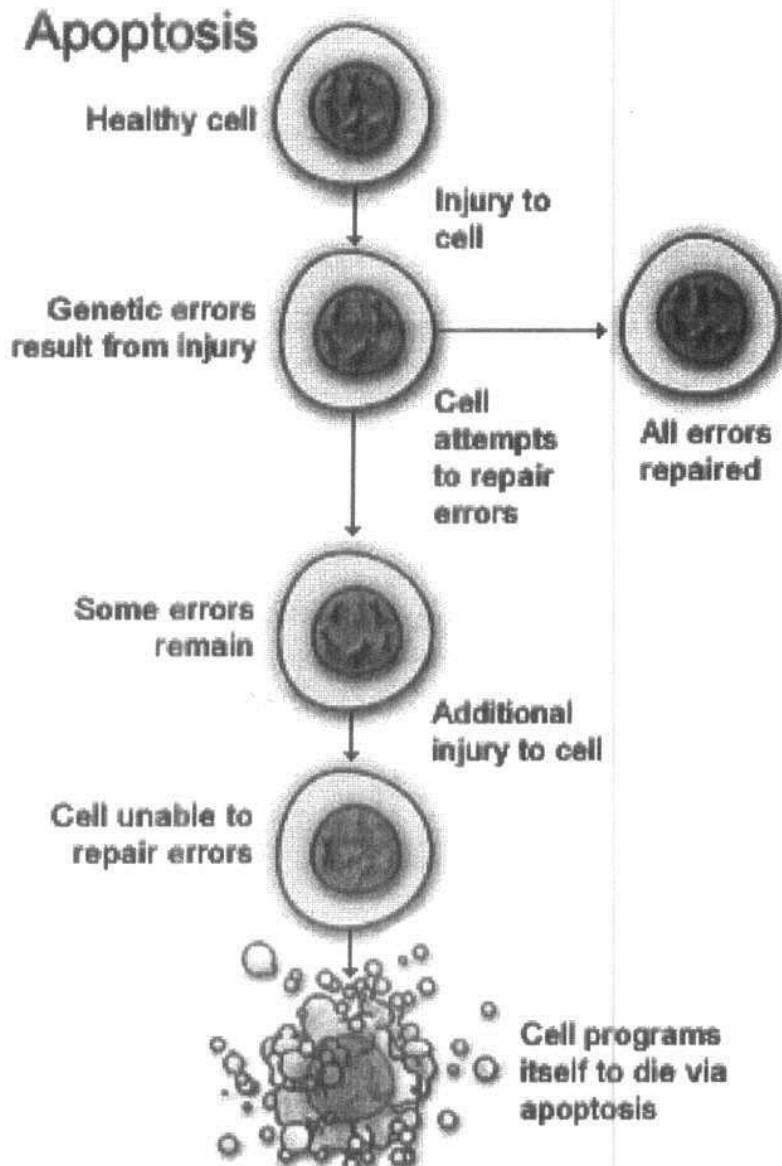 Apoptosis
Healthy cell
Injury to
cell
Genetic errors
result from injury
Cell
attempts
to repair
errors
All errors
repaired
Some errors
remain
Additional
injury to cell
Cell unable to
repair errors
Cell programs
itself to die via
apoptosis